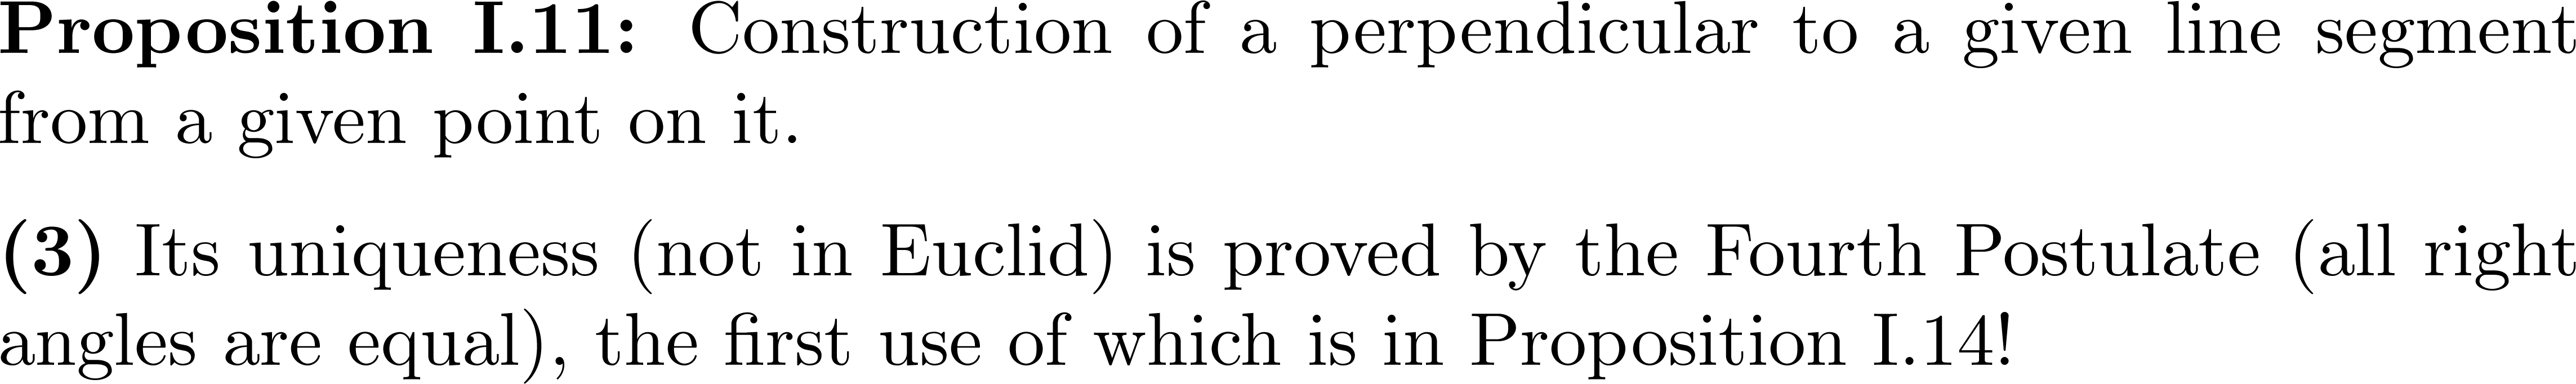 Proposition I.11: Construction of a perpendicular to a given line segment
from a given point on it.
(3) Its uniqueness (not in Euclid) is proved by the Fourth Postulate (all right
angles are equal), the first use of which is in Proposition I.14!